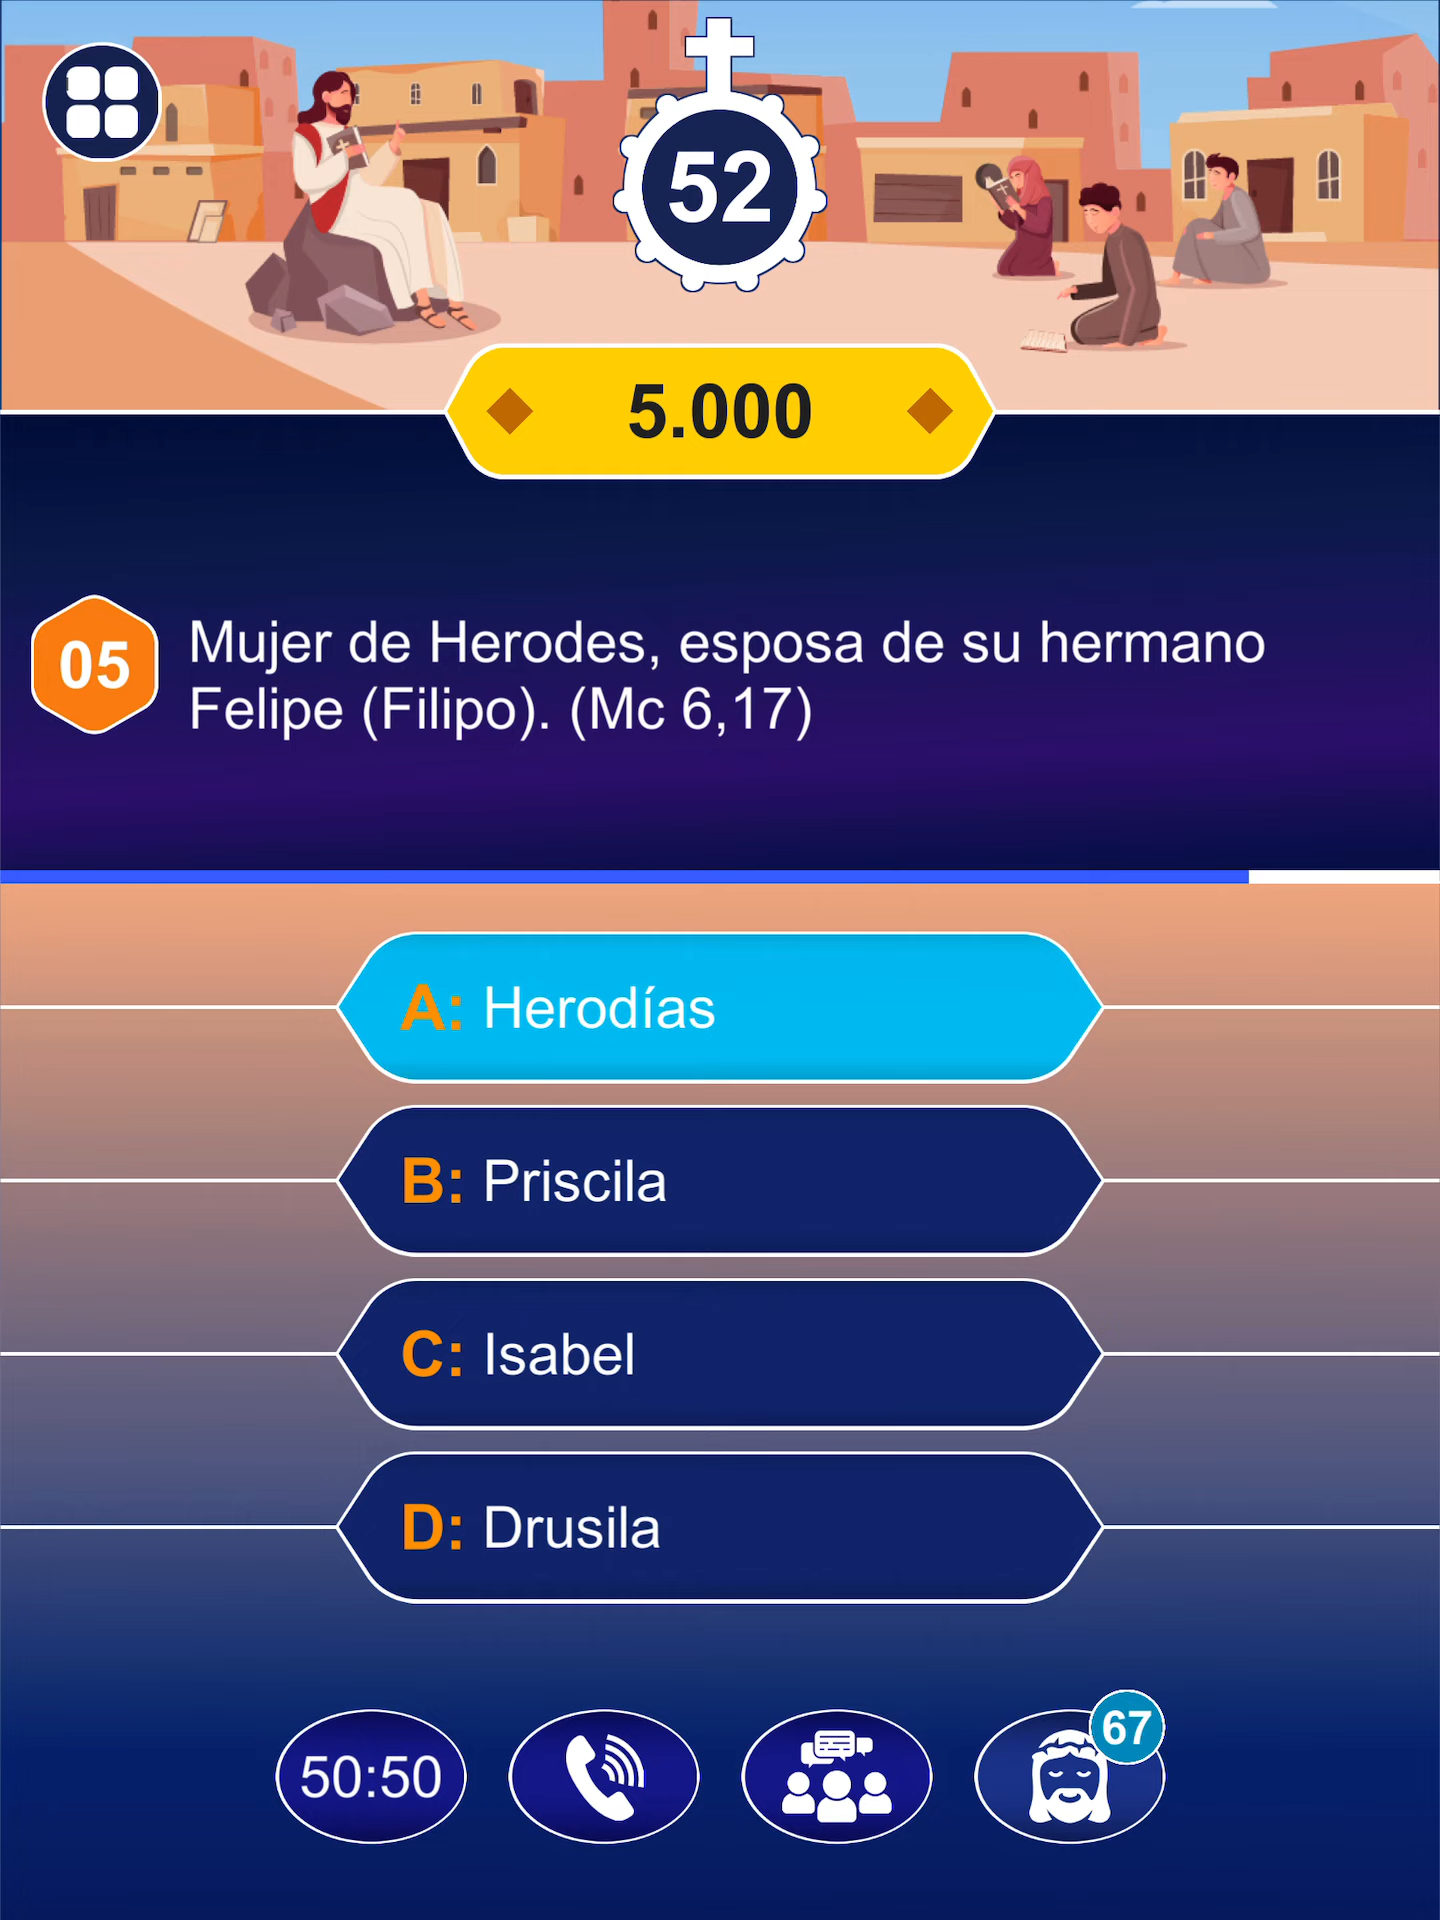 52
5.000
05
Mujer de Herodes, esposa de su hermano
Felipe (Filipo). (Mc 6,17)
A: Herodías
B: Priscila
C: Isabel
D: Drusila
50:50
67